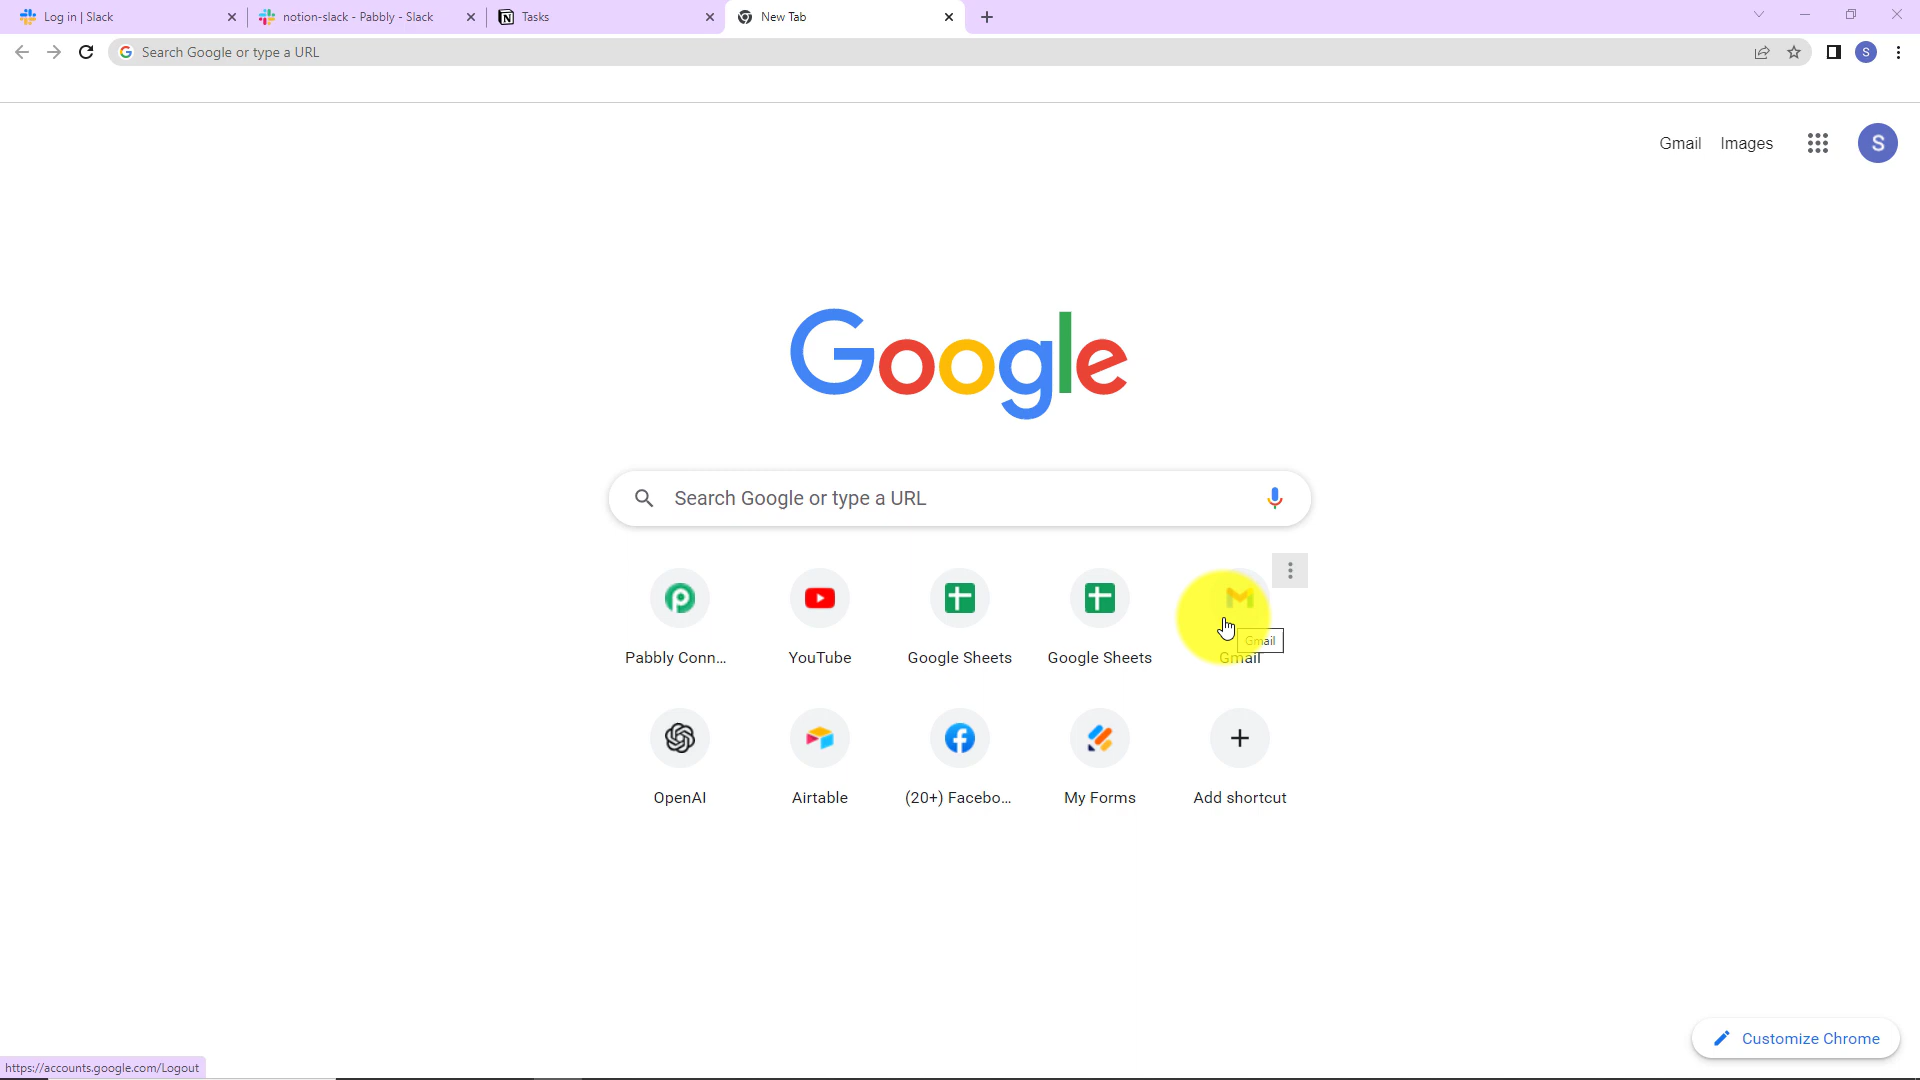 Log in | Slack
notion-slack - Pabbly - Slack
Tasks
New Tab
Search Google or type a URL
S
Gmail Images
S
Google
Search Google or type a URL
Gmail
Pabbly Conn... YouTube Google Sheets Google Sheets Gmail
OpenAI Airtable (20+) Facebo... My Forms Add shortcut
Customize Chrome
https://accounts.google.com/Logout